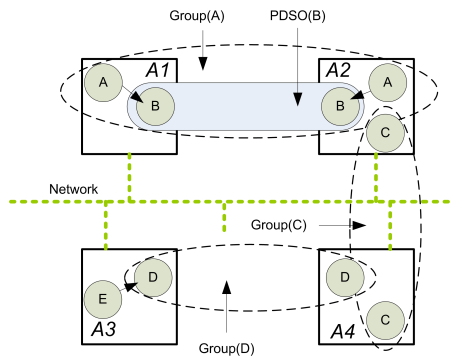 Group(A)
PDSO(B)
A
A1
B
A2
A
B
C
Network
Group(C)
D
E
A3
D
C
A4
Group(D)